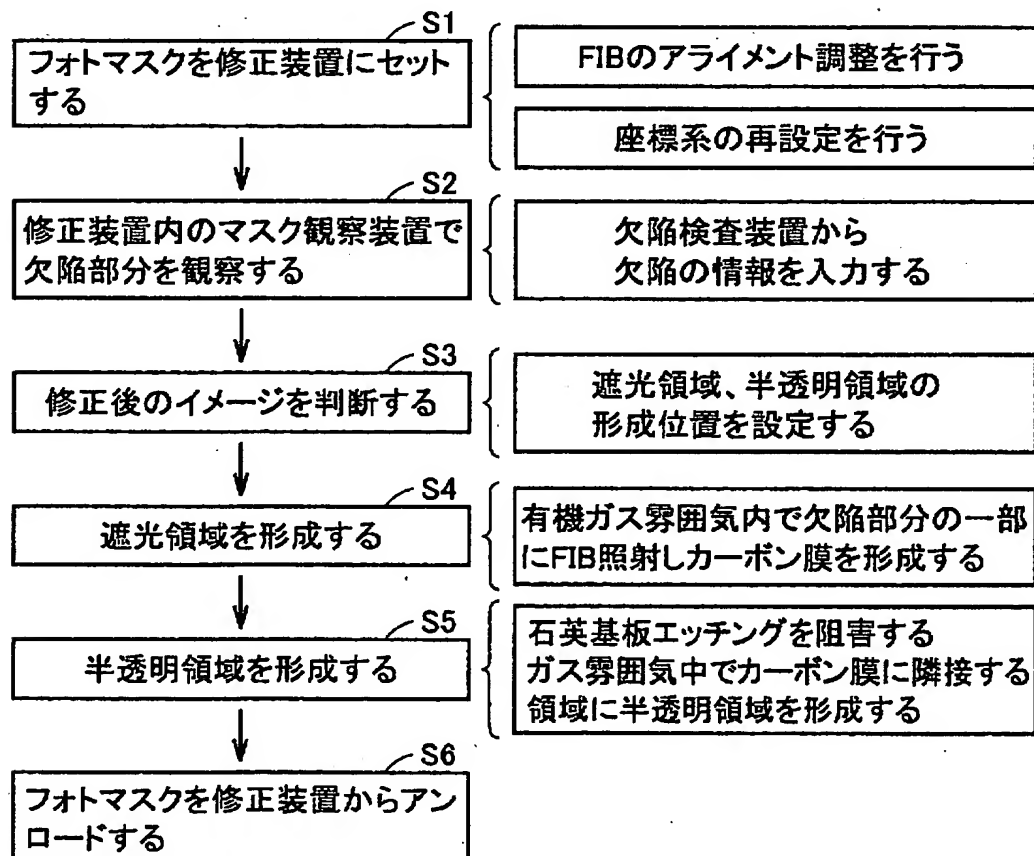 S1
フォトマスクを修正装置にセット
する
FIBのアライメント調整を行う
座標系の再設定を行う
S2
修正装置内のマスク観察装置で
欠陥部分を観察する
欠陥検査装置から
欠陥の情報を入力する
S3
修正後のイメージを判断する
遮光領域、半透明領域の
形成位置を設定する
S4
遮光領域を形成する
有機ガス雰囲気内で欠陥部分の一部
にFIB照射しカーボン膜を形成する
S5
半透明領域を形成する
石英基板エッチングを阻害する
ガス雰囲気中でカーボン膜に隣接する
領域に半透明領域を形成する
S6
フォトマスクを修正装置からアン
ロードする